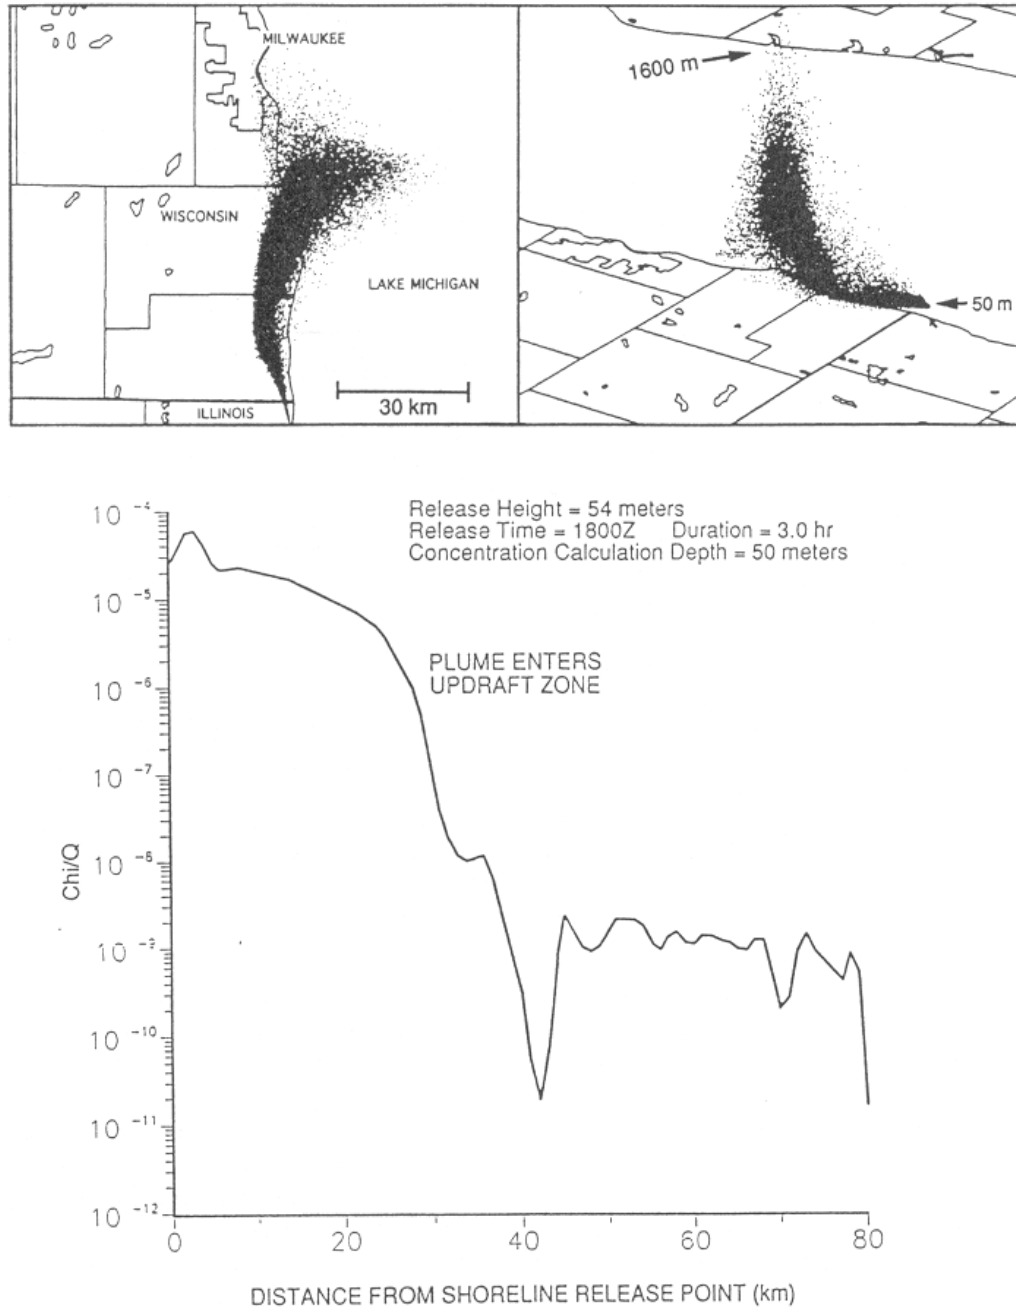 MILWAUKEE
WISCONSIN
LAKE MICHIGAN
30 km
ILLINOIS
1600 m
50 m
Release Height = 54 meters
Release Time = 1800Z Duration = 3.0 hr
Concentration Calculation Depth = 50 meters
PLUME ENTERS
UPDRAFT ZONE
Chi/Q
10 -4
10 -5
10 -6
10 -7
10 -8
10 -9
10 -10
10 -11
10 -12
0 20 40 60 80
DISTANCE FROM SHORELINE RELEASE POINT (km)